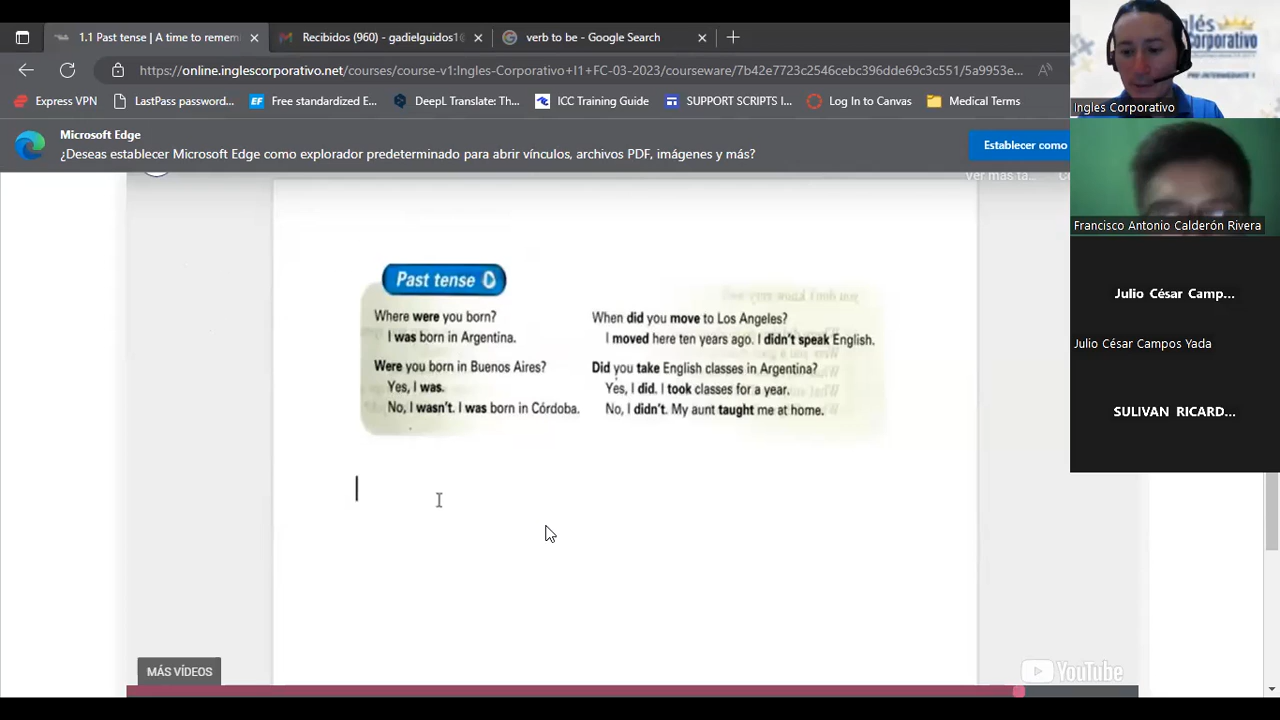 1.1 Past tense | A time to remem
Recibidos (960) - gadielguidos1
verb to be - Google Search
https://online.inglescorporativo.net/courses/course-v1:Ingles-Corporativo+I1+FC-03-2023/courseware/7b42e7723c2546cebc396dde69c3c551/5a9953e...
Express VPN
LastPass password...
Free standardized E...
DeepL Translate: Th...
ICC Training Guide
SUPPORT SCRIPTS I...
Log In to Canvas
Medical Terms
Microsoft Edge
¿Deseas establecer Microsoft Edge como explorador predeterminado para abrir vínculos, archivos PDF, imágenes y más?
Establecer como
Ver más ta...
Past tense
Where were you born?
I was born in Argentina.
Were you born in Buenos Aires?
Yes, I was.
No, I wasn't. I was born in Córdoba.
When did you move to Los Angeles?
I moved here ten years ago. I didn't speak English.
Did you take English classes in Argentina?
Yes, I did. I took classes for a year.
No, I didn't. My aunt taught me at home.
MÁS VÍDEOS
YouTube
glés
Corporativo
Ingles Corporativo
Francisco Antonio Calderón Rivera
Julio César Camp...
Julio César Campos Yada
SULIVAN RICARD...